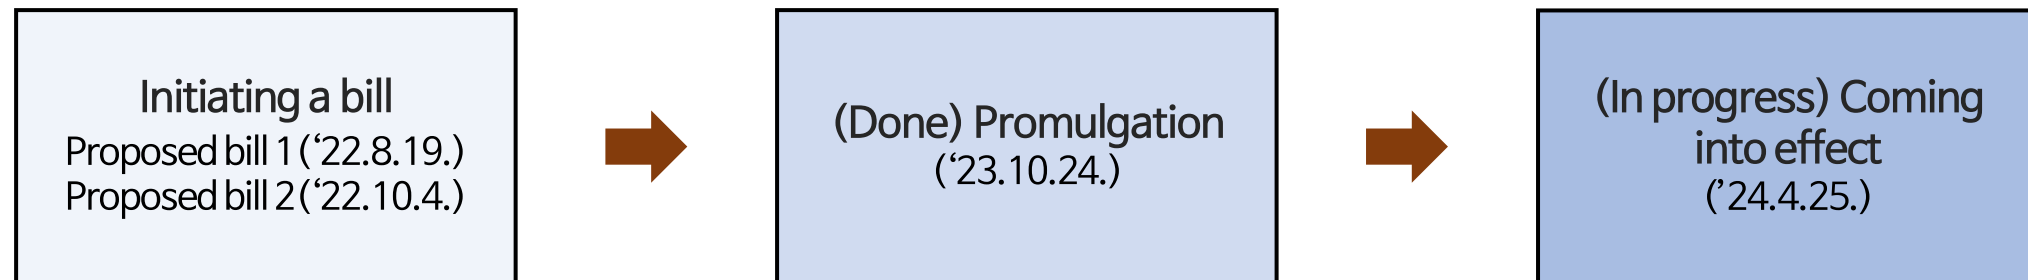 Initiating a bill
Proposed bill 1 (‘22.8.19.)
Proposed bill 2 (‘22.10.4.)
(Done) Promulgation
(‘23.10.24.)
(In progress) Coming
into effect
(’24.4.25.)